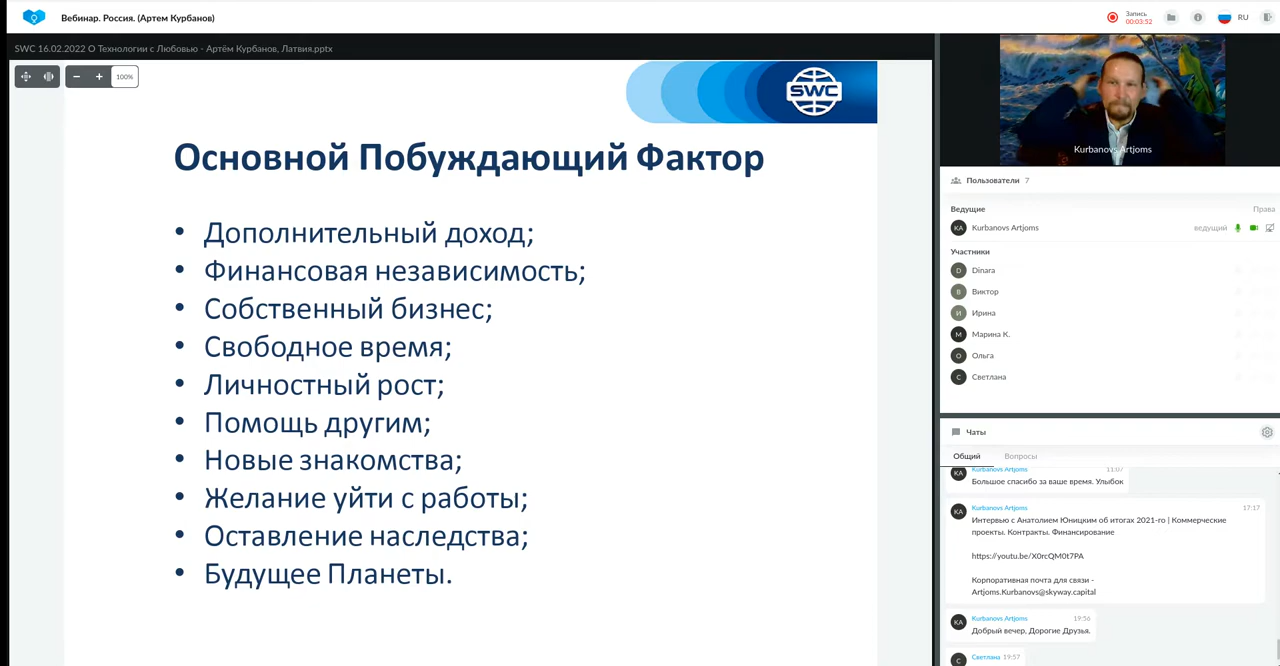 Вебинар. Россия. (Артем Курбанов)
Запись
00:03:52
RU
SWC 16.02.2022 О Технологии с Любовью - Артём Курбанов, Латвия.pptx
100%
SWC
Основной Побуждающий Фактор
• Дополнительный доход;
• Финансовая независимость;
• Собственный бизнес;
• Свободное время;
• Личностный рост;
• Помощь другим;
• Новые знакомства;
• Желание уйти с работы;
• Оставление наследства;
• Будущее Планеты.
Kurbanovs Artjoms
Пользователи 7
Ведущие Права
KA Kurbanovs Artjoms ведущий
Участники
D Dinara
В Виктор
И Ирина
М Марина К.
О Ольга
С Светлана
Чаты
Общий Вопросы
KA Kurbanovs Artjoms 11:07
Большое спасибо за ваше время. Улыбок
KA Kurbanovs Artjoms 17:17
Интервью с Анатолием Юницким об итогах 2021-го | Коммерческие
проекты. Контракты. Финансирование
https://youtu.be/X0rcQM0t7PA
Корпоративная почта для связи -
Artjoms.Kurbanovs@skyway.capital
KA Kurbanovs Artjoms 19:56
Добрый вечер, Дорогие Друзья.
С Светлана 19:57